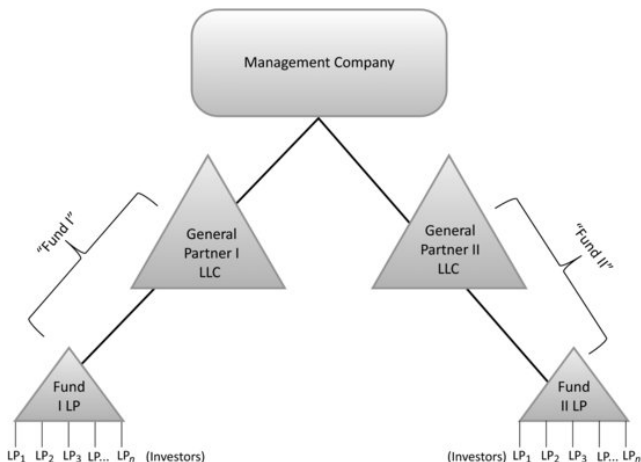 Management Company
"Fund I"
General
Partner I
LLC
General
Partner II
LLC
"Fund II"
Fund
I LP
Fund
II LP
LP₁ LP₂ LP₃ LP... LPₙ (Investors)
(Investors) LP₁ LP₂ LP₃ LP... LPₙ